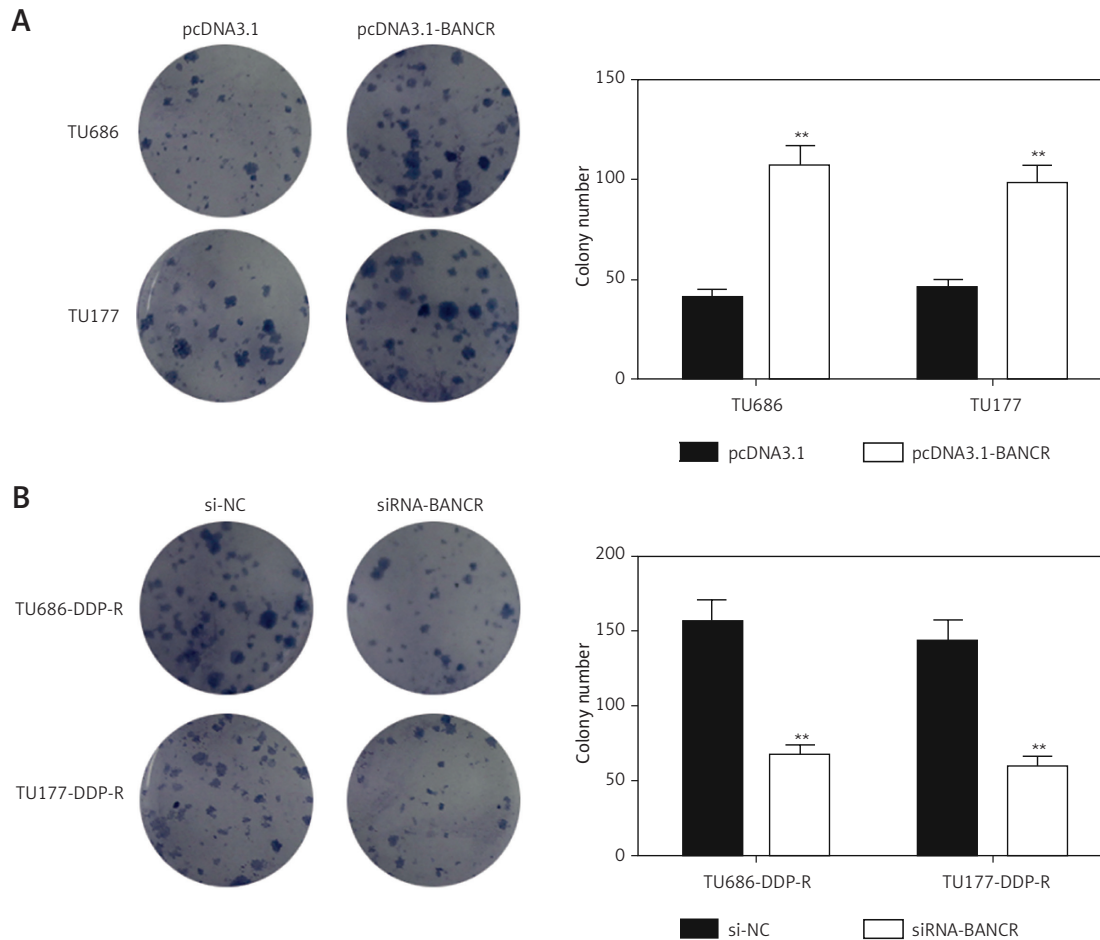 A
pcDNA3.1
pcDNA3.1-BANCR
TU686
TU177
Colony number
150
100
50
0
**
**
TU686
TU177
pcDNA3.1
pcDNA3.1-BANCR
B
si-NC
siRNA-BANCR
TU686-DDP-R
TU177-DDP-R
Colony number
200
150
100
50
0
**
**
TU686-DDP-R
TU177-DDP-R
si-NC
siRNA-BANCR